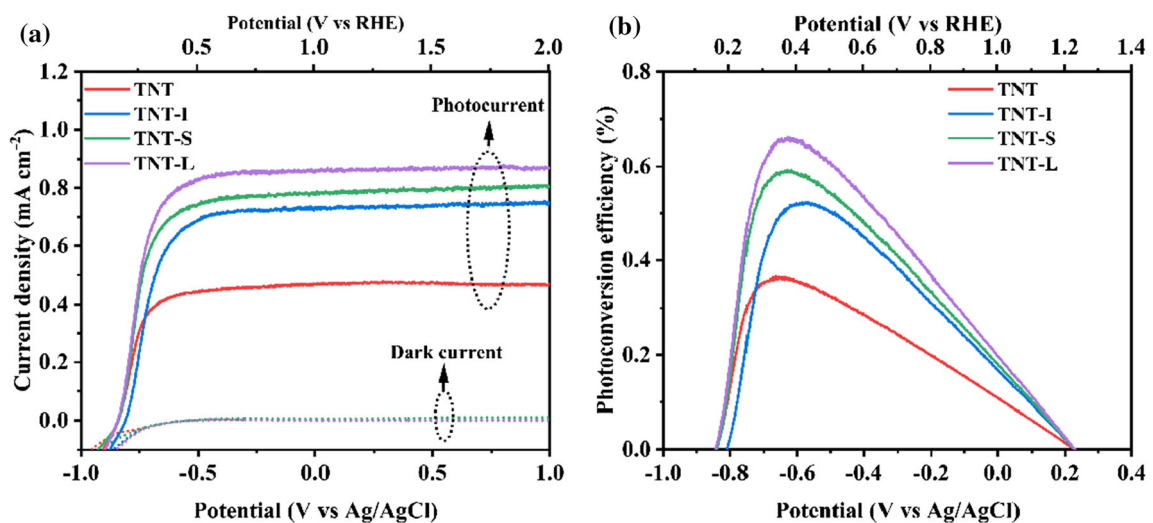 (a)
Potential (V vs RHE)
0.5 1.0 1.5 2.0
Current density (mA cm⁻²)
1.2
1.0
0.8
0.6
0.4
0.2
0.0
TNT
TNT-I
TNT-S
TNT-L
Photocurrent
Dark current
-1.0 -0.5 0.0 0.5 1.0
Potential (V vs Ag/AgCl)
(b)
Potential (V vs RHE)
0.2 0.4 0.6 0.8 1.0 1.2 1.4
Photoconversion efficiency (%)
0.8
0.6
0.4
0.2
0.0
TNT
TNT-I
TNT-S
TNT-L
-1.0 -0.8 -0.6 -0.4 -0.2 0.0 0.2 0.4
Potential (V vs Ag/AgCl)